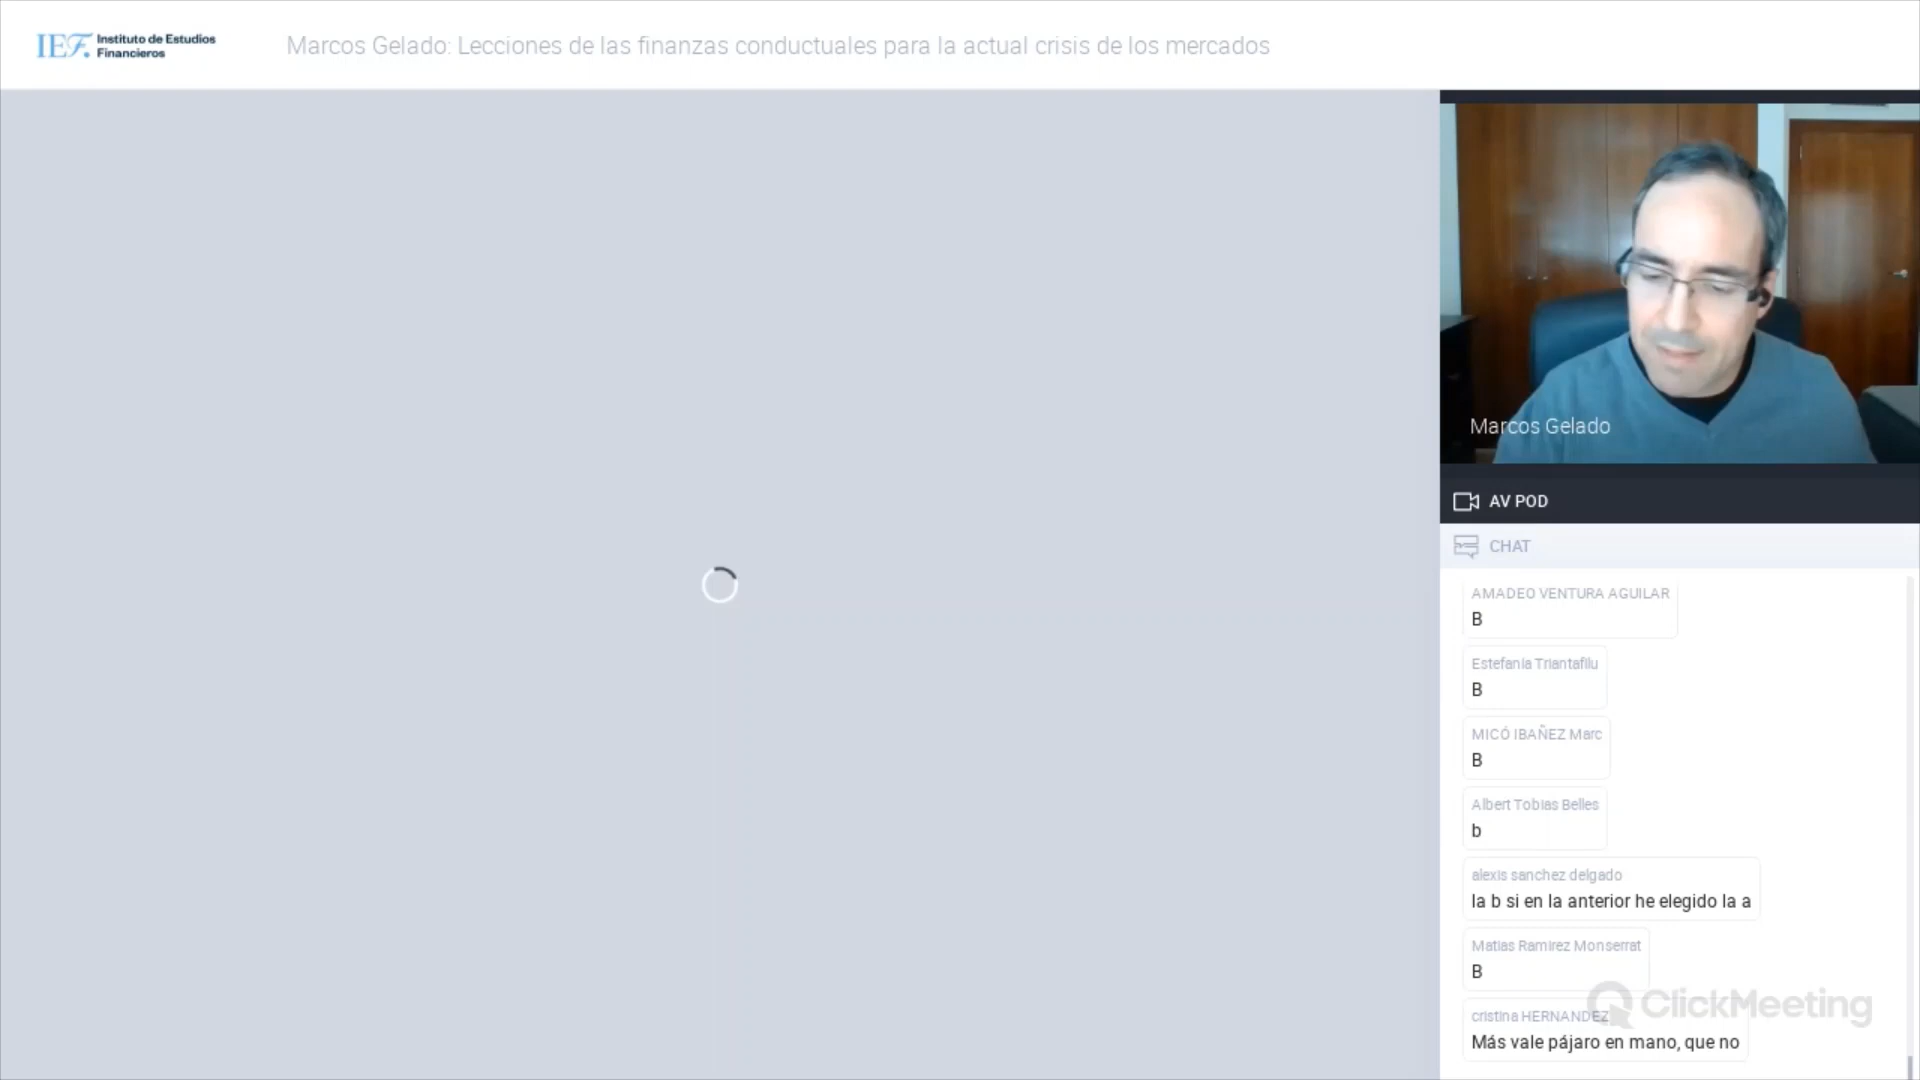 IEF. Instituto de Estudios
Financieros
Marcos Gelado: Lecciones de las finanzas conductuales para la actual crisis de los mercados
Marcos Gelado
AV POD
CHAT
AMADEO VENTURA AGUILAR
B
Estefanía Triantafilu
B
MICÓ IBAÑEZ Marc
B
Albert Tobias Belles
b
alexis sanchez delgado
la b si en la anterior he elegido la a
Matias Ramirez Monserrat
B
cristina HERNANDEZ
Más vale pájaro en mano, que no
ClickMeeting